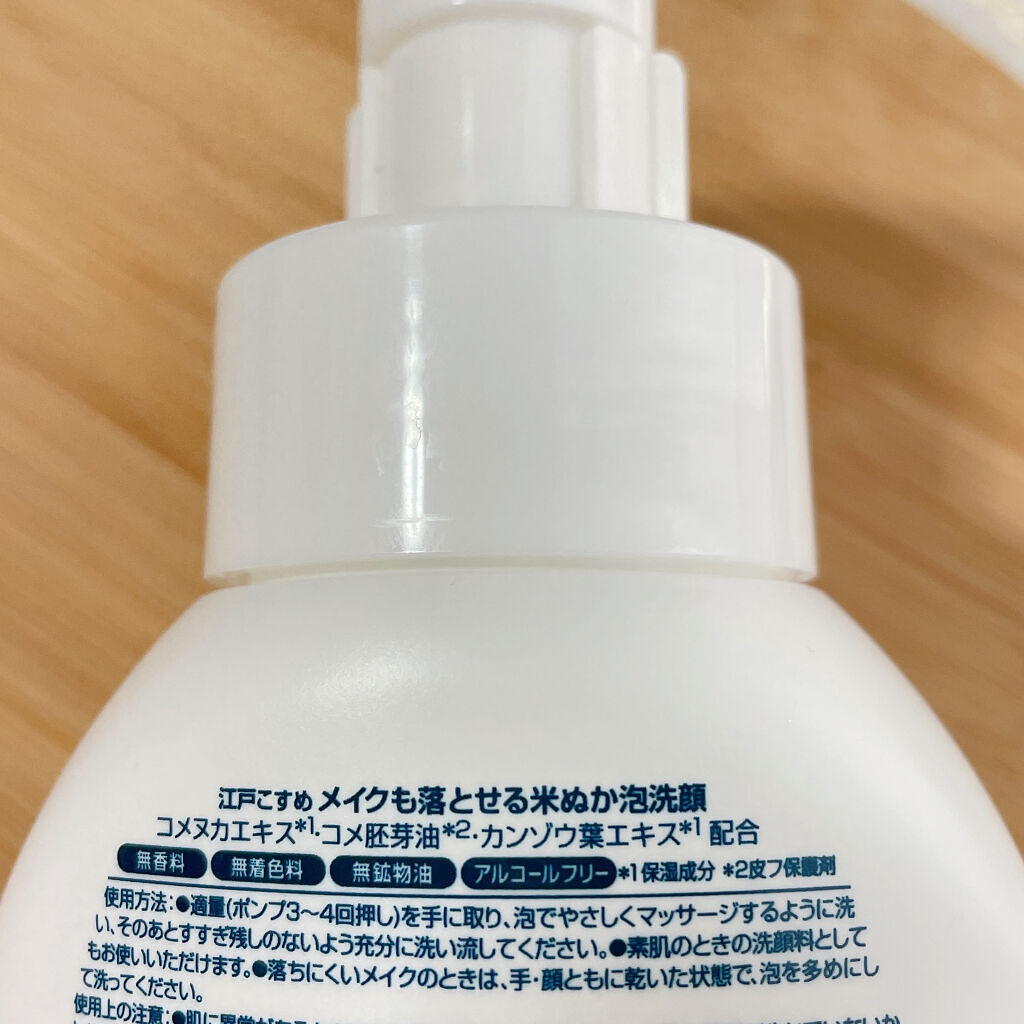 江戸こすめ メイクも落とせる米ぬか泡洗顔
コメヌカエキス*1・コメ胚芽油*2・カンゾウ葉エキス*1 配合
無香料 無着色料 無鉱物油 アルコールフリー *1保湿成分 *2皮フ保護剤
使用方法：●適量(ポンプ3〜4回押し)を手に取り、泡でやさしくマッサージするように洗
い、そのあとすすぎ残しのないよう充分に洗い流してください。●素肌のときの洗顔料として
もお使いいただけます。●落ちにくいメイクのときは、手・顔ともに乾いた状態で、泡を多めにし
て洗ってください。
使用上の注意：●肌に異常が